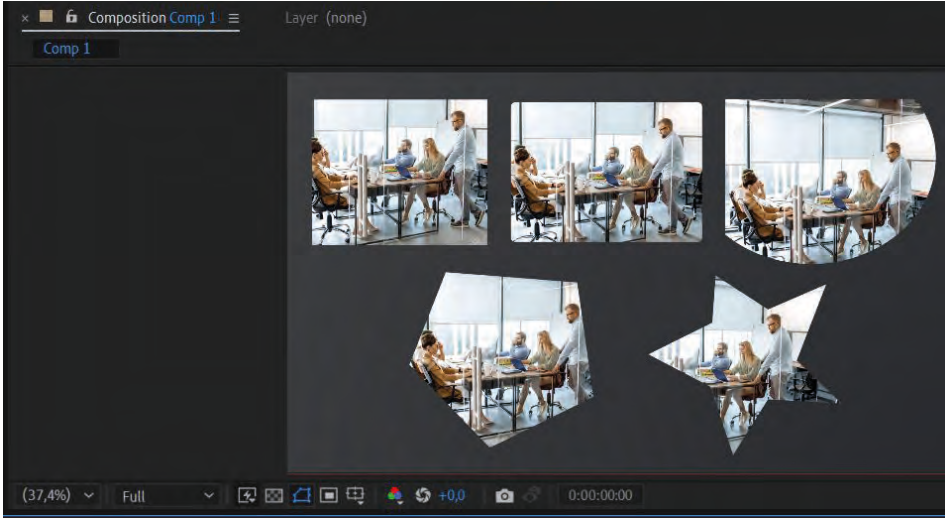 × Composition Comp 1 ≡ Layer (none)
Comp 1
(37,4%) Full +0,0 0:00:00:00